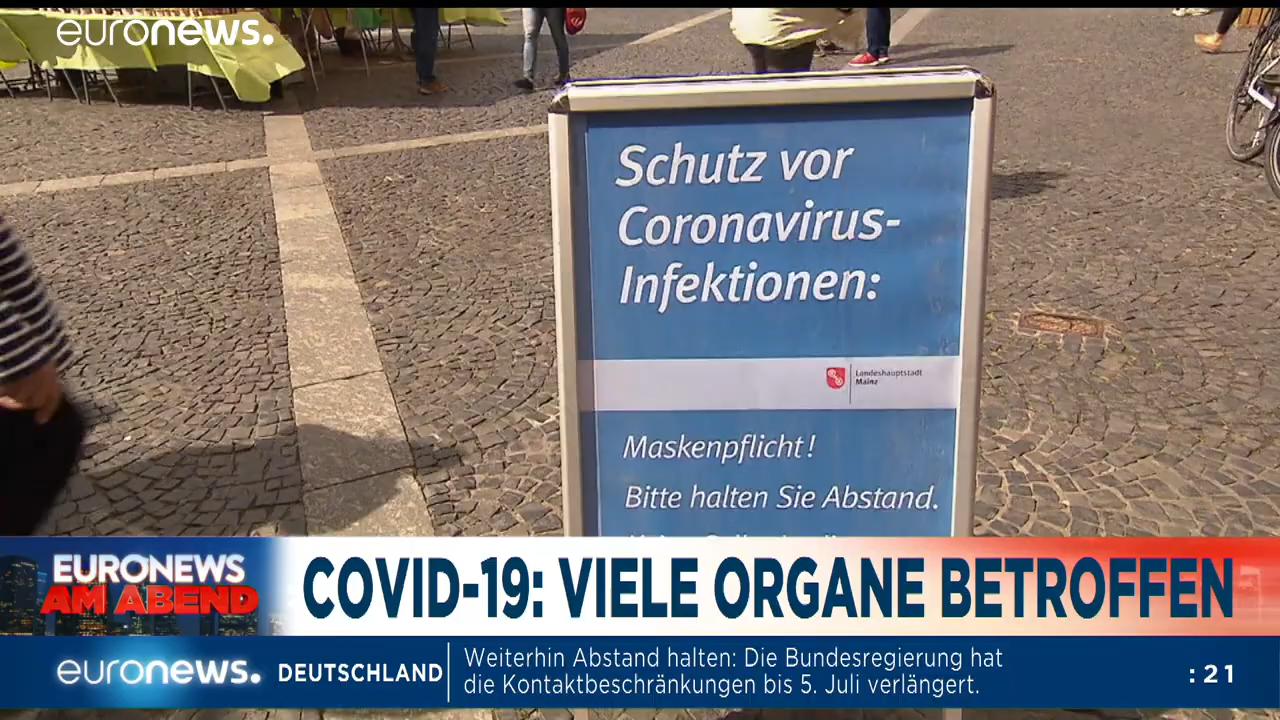 euronews.
Schutz vor
Coronavirus-
Infektionen:
Landeshauptstadt
Mainz
Maskenpflicht!
Bitte halten Sie Abstand.
EURONEWS
AM ABEND
COVID-19: VIELE ORGANE BETROFFEN
euronews.
DEUTSCHLAND
Weiterhin Abstand halten: Die Bundesregierung hat
die Kontaktbeschränkungen bis 5. Juli verlängert.
:21